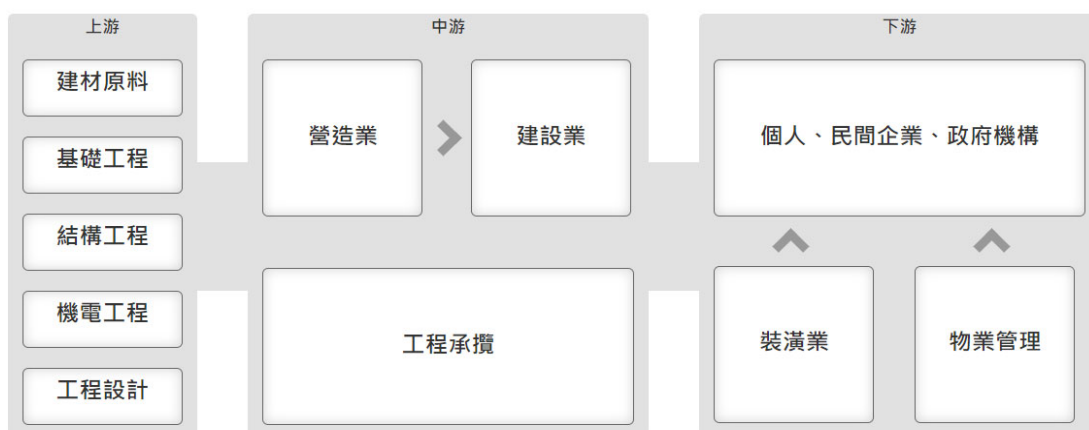 上游
建材原料
基礎工程
結構工程
機電工程
工程設計
中游
營造業
建設業
工程承攬
下游
個人、民間企業、政府機構
裝潢業
物業管理